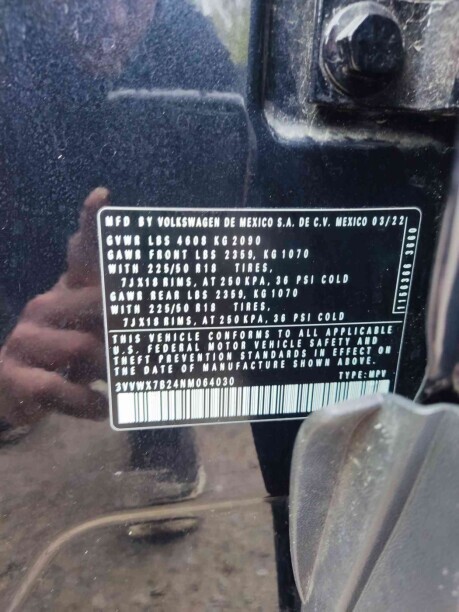 MFD BY VOLKSWAGEN DE MEXICO S.A. DE C.V. MEXICO 03/22
GVWR LBS 4608 KG 2090
GAWR FRONT LBS 2359, KG 1070
WITH 225/50 R18 TIRES,
7JX18 RIMS, AT 250 KPA, 36 PSI COLD
GAWR REAR LBS 2359, KG 1070
WITH 225/50 R18 TIRES,
7JX18 RIMS, AT 250 KPA, 36 PSI COLD
THIS VEHICLE CONFORMS TO ALL APPLICABLE
U.S. FEDERAL MOTOR VEHICLE SAFETY AND
THEFT PREVENTION STANDARDS IN EFFECT ON
THE DATE OF MANUFACTURE SHOWN ABOVE.
3VVWX7B24NM064030 TYPE: MPV